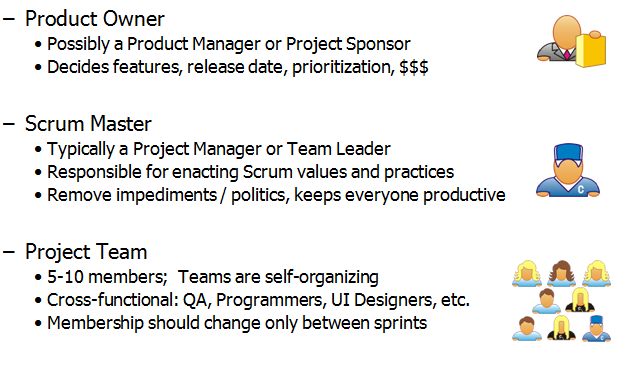 – Product Owner
• Possibly a Product Manager or Project Sponsor
• Decides features, release date, prioritization, $$$
– Scrum Master
• Typically a Project Manager or Team Leader
• Responsible for enacting Scrum values and practices
• Remove impediments / politics, keeps everyone productive
C
– Project Team
• 5-10 members;  Teams are self-organizing
• Cross-functional: QA, Programmers, UI Designers, etc.
• Membership should change only between sprints